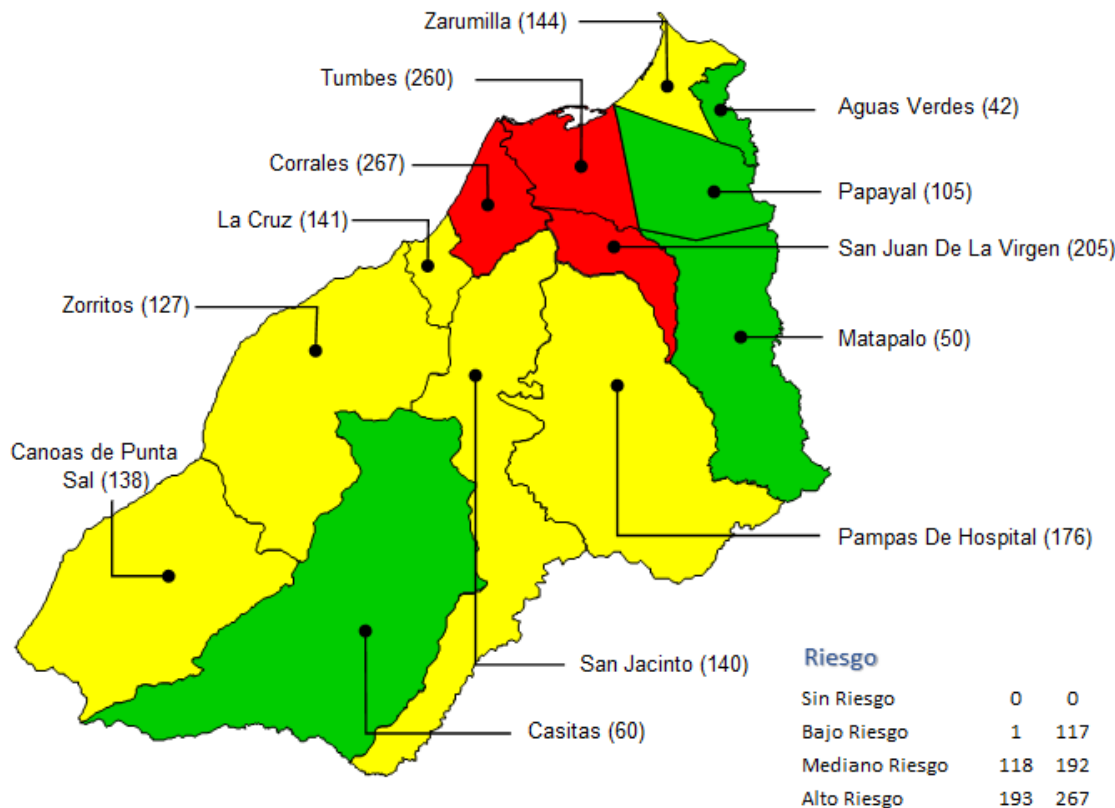 Zarumilla (144)
Tumbes (260)
Aguas Verdes (42)
Corrales (267)
Papayal (105)
La Cruz (141)
San Juan De La Virgen (205)
Zorritos (127)
Matapalo (50)
Canoas de Punta
Sal (138)
Pampas De Hospital (176)
San Jacinto (140)
Casitas (60)
Riesgo
Sin Riesgo 0 0
Bajo Riesgo 1 117
Mediano Riesgo 118 192
Alto Riesgo 193 267